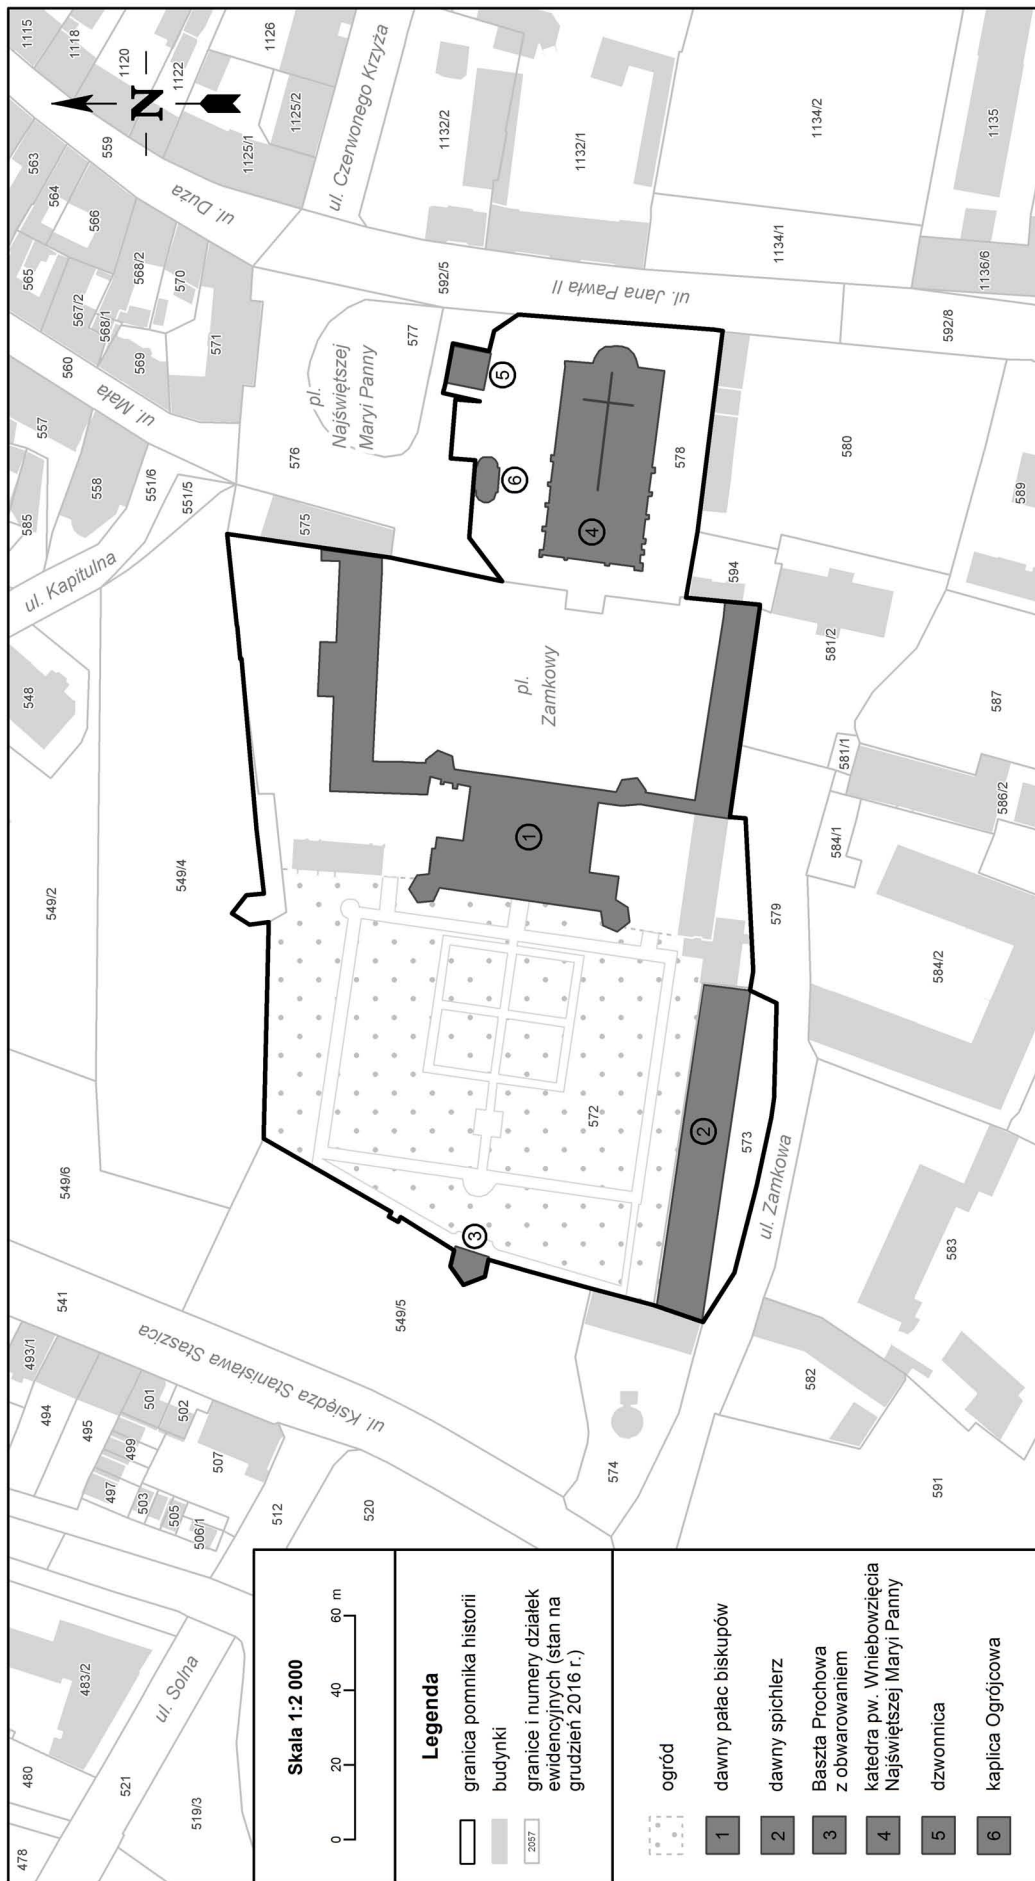 478
480
483/2
521
519/3
ul. Solna
493/1
494
495
497
499
501
502
503
505
506/1
507
512
520
541
ul. Księdza Stanisława Staszica
549/6
549/5
549/2
549/4
548
ul. Kapitulna
585
557
558
551/6
551/5
560
ul. Mała
563
564
565
566
567/2
568/1
568/2
569
570
571
559
ul. Duża
1115
1118
1120
1122
1126
1125/1
1125/2
N
ul. Czerwonego Krzyża
1132/2
1132/1
1134/2
1134/1
1135
1136/6
592/5
592/8
ul. Jana Pawła II
575
576
577
pl.
Najświętszej
Maryi Panny
5
6
4
578
pl.
Zamkowy
1
572
3
2
573
574
ul. Zamkowa
579
580
589
594
581/2
581/1
587
586/2
584/1
584/2
583
582
591
Skala 1:2 000
0
20
40
60 m
Legenda
granica pomnika historii
budynki
2057
granice i numery działek
ewidencyjnych (stan na
grudzień 2016 r.)
ogród
1
dawny pałac biskupów
2
dawny spichlerz
3
Baszta Prochowa
z obwarowaniem
4
katedra pw. Wniebowzięcia
Najświętszej Maryi Panny
5
dzwonnica
6
kaplica Ogrójcowa